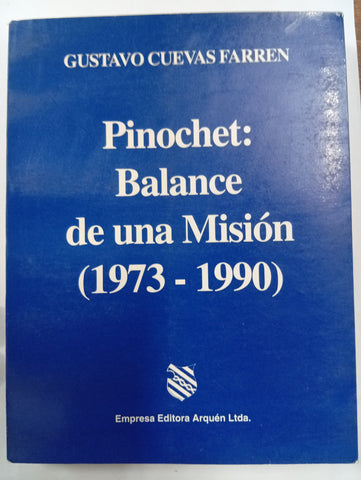 GUSTAVO CUEVAS FARREN
Pinochet:
Balance
de una Misión
(1973 - 1990)
Empresa Editora Arquén Ltda.